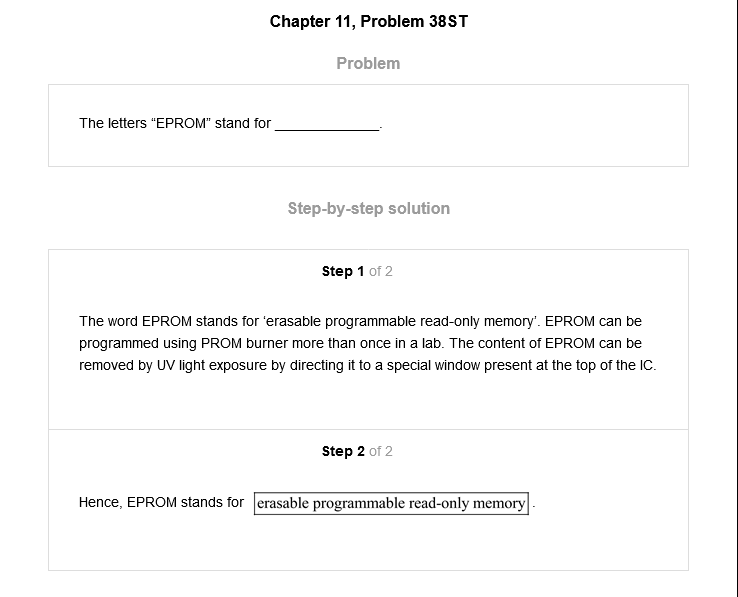 Chapter 11, Problem 38ST
Problem
The letters “EPROM” stand for ______________.
Step-by-step solution
Step 1 of 2
The word EPROM stands for ‘erasable programmable read-only memory’. EPROM can be
programmed using PROM burner more than once in a lab. The content of EPROM can be
removed by UV light exposure by directing it to a special window present at the top of the IC.
Step 2 of 2
Hence, EPROM stands for erasable programmable read-only memory .